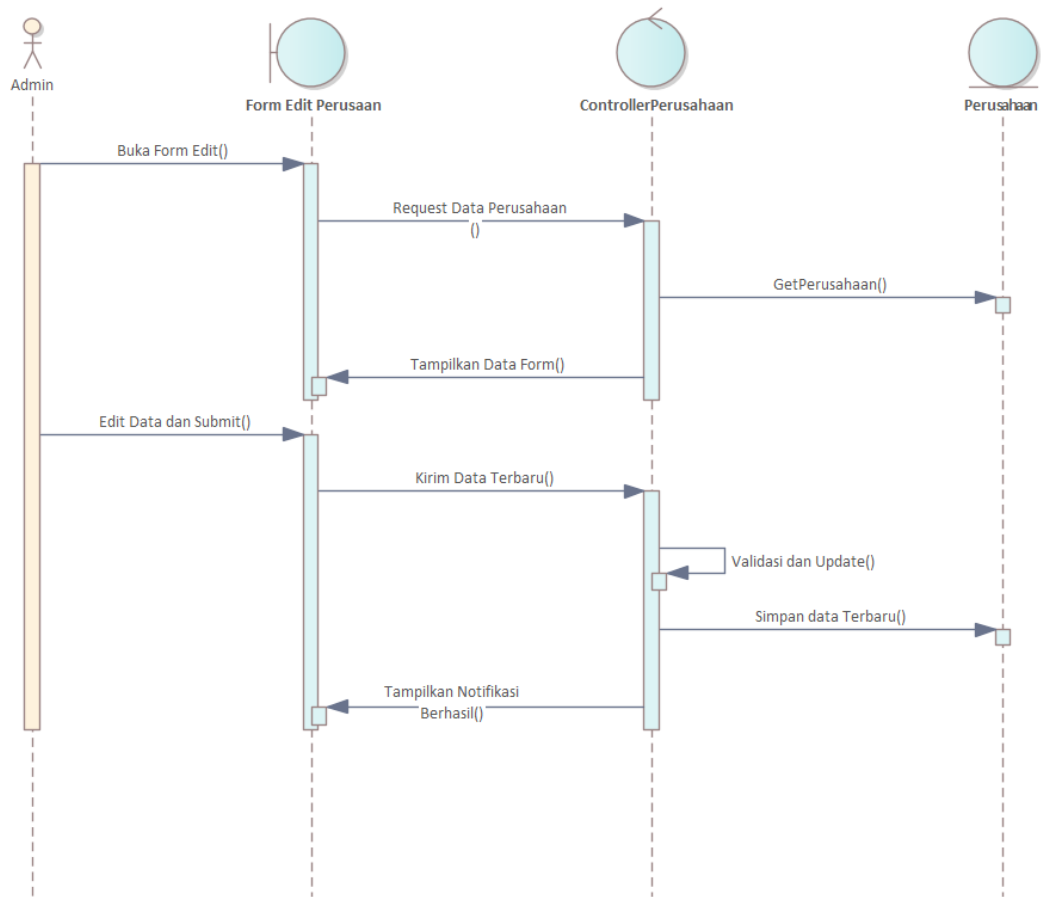 Admin
Form Edit Perusaan
ControllerPerusahaan
Perusahaan
Buka Form Edit()
Request Data Perusahaan
()
GetPerusahaan()
Tampilkan Data Form()
Edit Data dan Submit()
Kirim Data Terbaru()
Validasi dan Update()
Simpan data Terbaru()
Tampilkan Notifikasi
Berhasil()